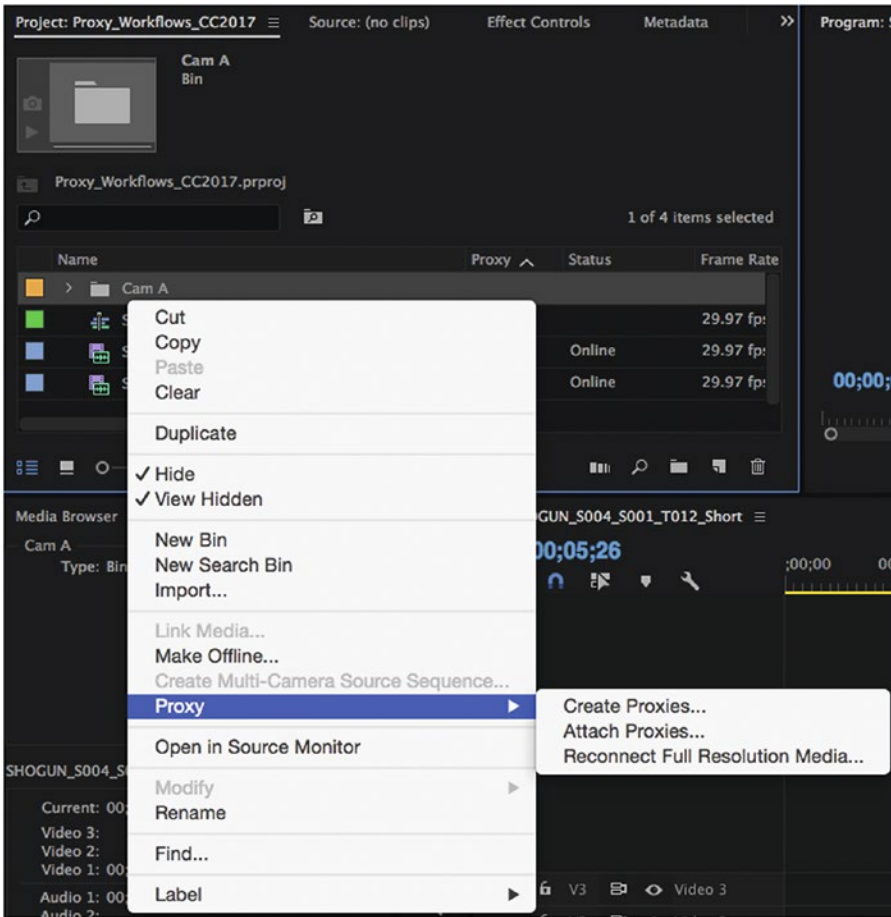 Project: Proxy_Workflows_CC2017 Source: (no clips) Effect Controls Metadata Program:
Cam A
Bin
Proxy_Workflows_CC2017.prproj
1 of 4 items selected
Name Proxy Status Frame Rate
Cam A
29.97
Online 29.97
Online 29.97
00;00;
Cut
Copy
Paste
Clear
Duplicate
Hide
View Hidden
New Bin
New Search Bin
Import...
Link Media...
Make Offline...
Create Multi-Camera Source Sequence...
Proxy
Open in Source Monitor
Modify
Rename
Find...
Label
Create Proxies...
Attach Proxies...
Reconnect Full Resolution Media...
Media Browser
Cam A
Type: Bin
GUN_S004_S001_T012_Short
00;05;26
;00;00 00
SHOGUN_S004_S
Current: 00;
Video 3:
Video 2:
Video 1: 00;
Audio 1: 00
Audio 2:
V3 Video 3